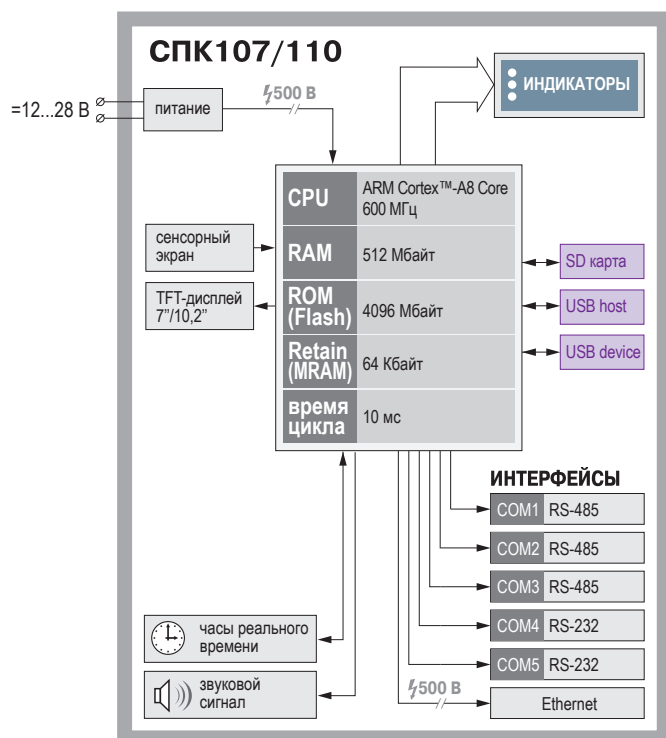 СПК107/110
=12...28 В
питание
500 В
ИНДИКАТОРЫ
CPU
ARM Cortex™-A8 Core
600 МГц
RAM
512 Мбайт
ROM
(Flash)
4096 Мбайт
Retain
(MRAM)
64 Кбайт
время
цикла
10 мс
сенсорный
экран
TFT-дисплей
7”/10,2”
SD карта
USB host
USB device
ИНТЕРФЕЙСЫ
COM1 RS-485
COM2 RS-485
COM3 RS-485
COM4 RS-232
COM5 RS-232
500 В
Ethernet
часы реального
времени
звуковой
сигнал